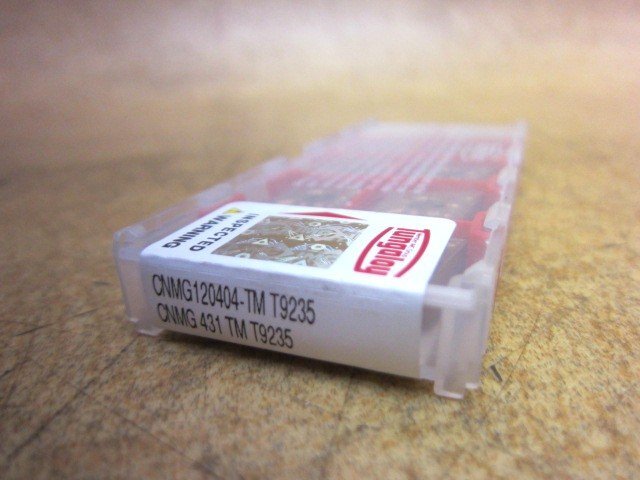 Tungaloy
WARNING
INSPECTED
CNMG120404-TM T9235
CNMG 431 TM T9235